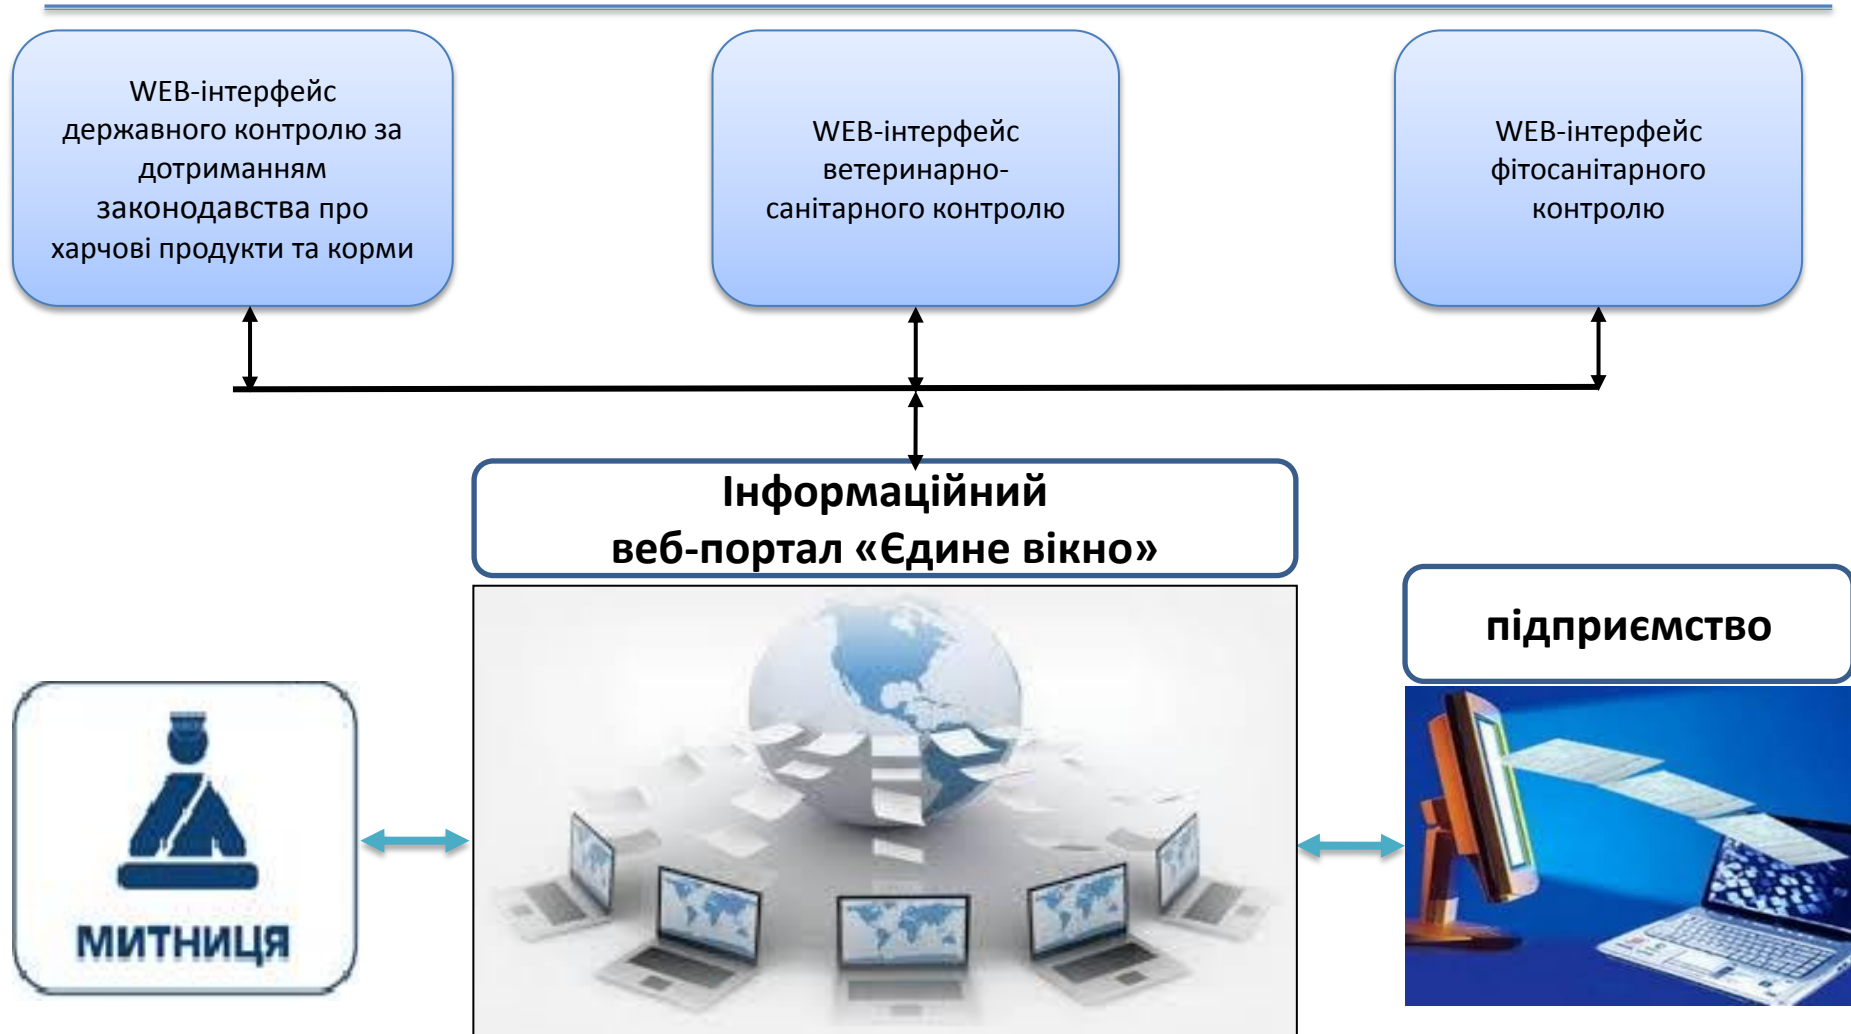 WEB-інтерфейс
державного контролю за
дотриманням
законодавства про
харчові продукти та корми
WEB-інтерфейс
ветеринарно-
санітарного контролю
WEB-інтерфейс
фітосанітарного
контролю
Інформаційний
веб-портал «Єдине вікно»
підприємство
МИТНИЦЯ